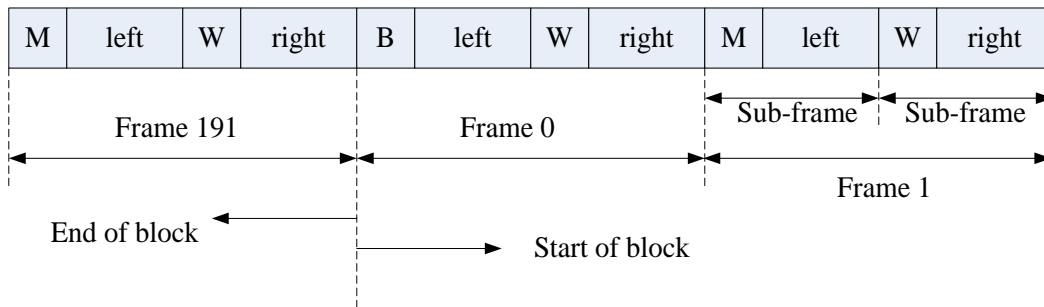 M left W right B left W right M left W right
Sub-frame Sub-frame
Frame 191 Frame 0
Frame 1
End of block Start of block